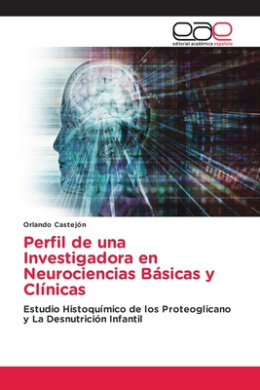 eae
editorial académica española
Orlando Castejón
Perfil de una
Investigadora en
Neurociencias Básicas y
Clínicas
Estudio Histoquímico de los Proteoglicano
y La Desnutrición Infantil